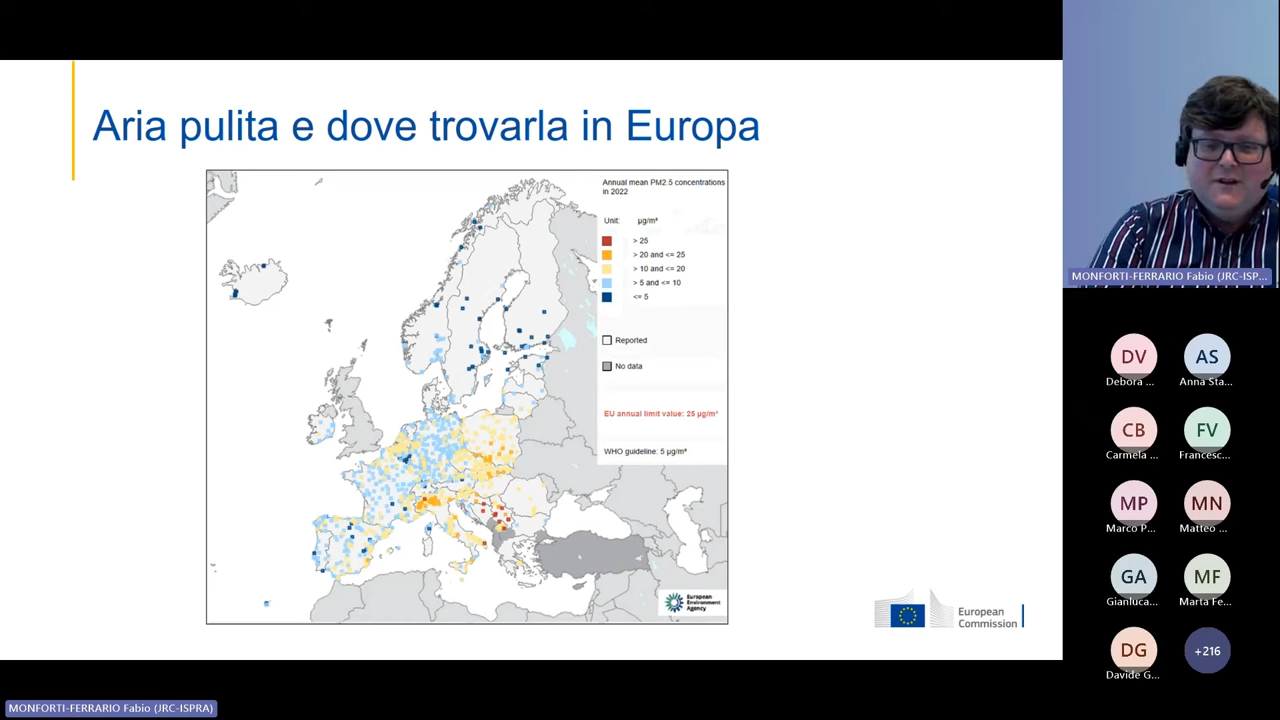 Aria pulita e dove trovarla in Europa
Annual mean PM2.5 concentrations
in 2022
Unit: µg/m³
> 25
> 20 and <= 25
> 10 and <= 20
> 5 and <= 10
<= 5
Reported
No data
EU annual limit value: 25 µg/m³
WHO guideline: 5 µg/m³
European
Environment
Agency
European
Commission
MONFORTI-FERRARIO Fabio (JRC-ISP...
DV
Debora ...
AS
Anna Sta...
CB
Carmela ...
FV
Francesc...
MP
Marco P...
MN
Matteo ...
GA
Gianluca...
MF
Marta Fe...
DG
Davide G...
+216
MONFORTI-FERRARIO Fabio (JRC-ISPRA)